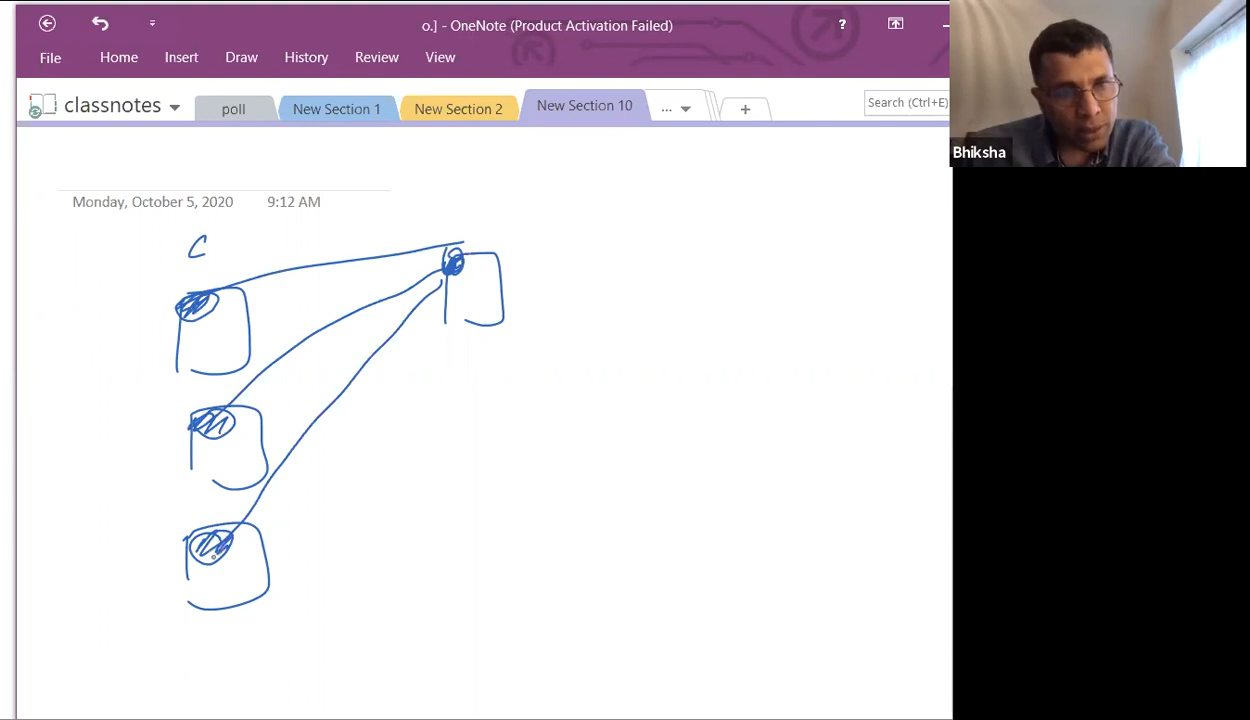 o.] - OneNote (Product Activation Failed)
?
File Home Insert Draw History Review View
classnotes poll New Section 1 New Section 2 New Section 10 ... + Search (Ctrl+E)
Bhiksha
Monday, October 5, 2020 9:12 AM
C